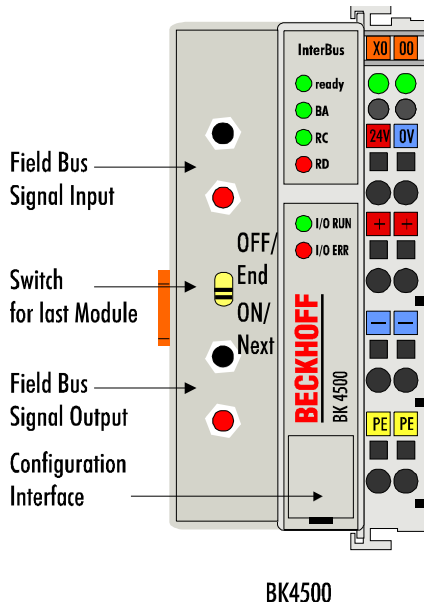 InterBus
ready
BA
RC
RD
I/O RUN
I/O ERR
X0 00
24V 0V
+ +
− −
PE PE
Field Bus
Signal Input
OFF/
End
ON/
Next
Switch
for last Module
Field Bus
Signal Output
Configuration
Interface
BECKHOFF
BK 4500
BK4500